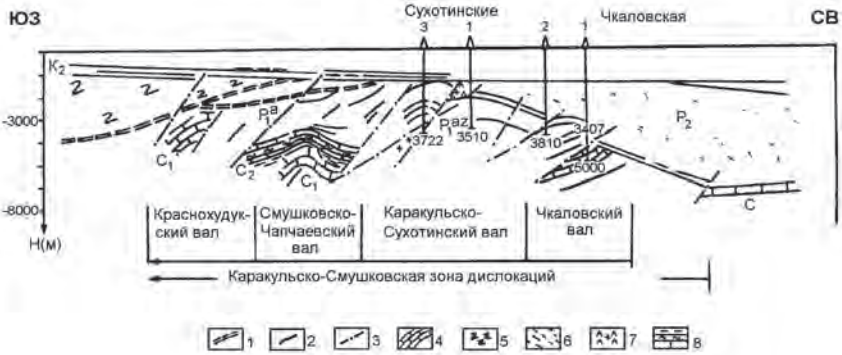 ЮЗ
Сухотинские
Чкаловская
СВ
3
1
2
1
K₂
P₁ᵃ
P₁ᵃᶻ
P₂
-3000
C₁
C₂
C₁
3722
3510
3810
3407
5000
C
-8000
H(м)
Краснохудук-
ский вал
Смушковско-
Чапчаевский
вал
Каракульско-
Сухотинский вал
Чкаловский
вал
Каракульско-Смушковская зона дислокаций
1 2 3 4 5 6 7 8